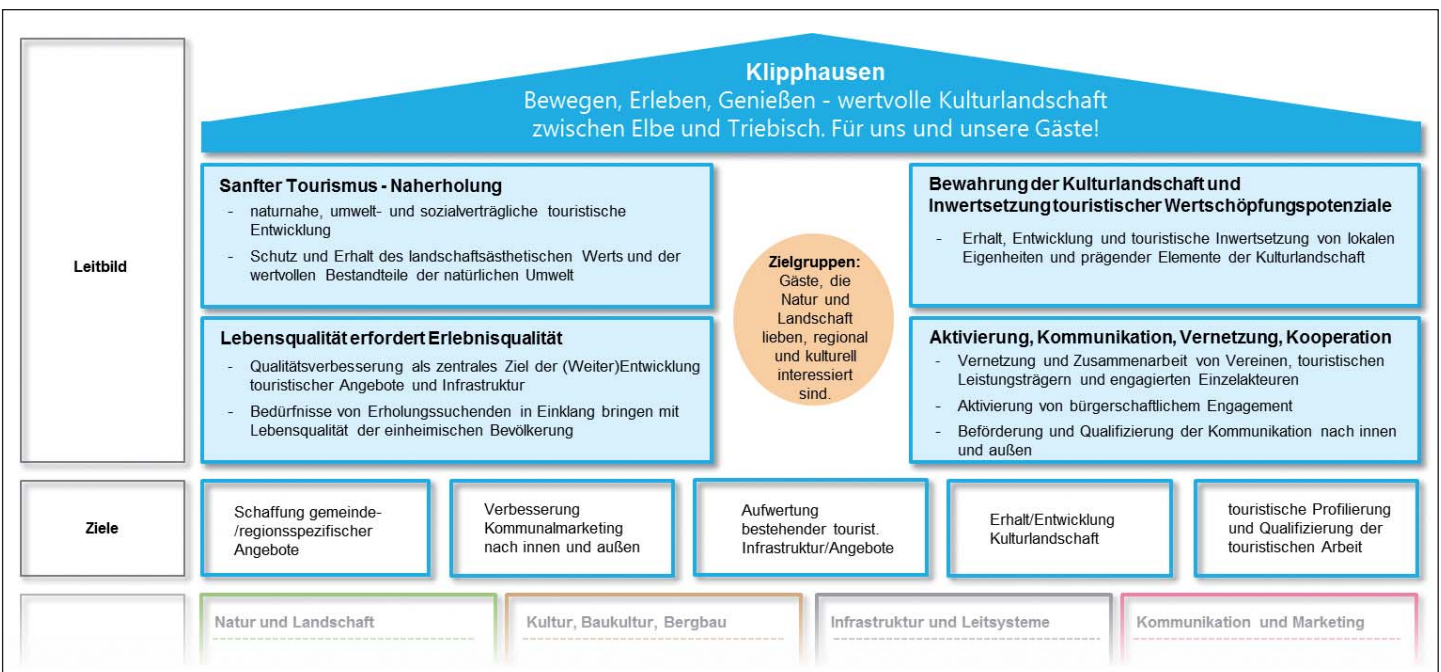 Klipphausen
Bewegen, Erleben, Genießen - wertvolle Kulturlandschaft
zwischen Elbe und Triebisch. Für uns und unsere Gäste!
Leitbild
Sanfter Tourismus - Naherholung
- naturnahe, umwelt- und sozialverträgliche touristische
Entwicklung
- Schutz und Erhalt des landschaftsästhetischen Werts und der
wertvollen Bestandteile der natürlichen Umwelt
Bewahrung der Kulturlandschaft und
Inwertsetzung touristischer Wertschöpfungspotenziale
- Erhalt, Entwicklung und touristische Inwertsetzung von lokalen
Eigenheiten und prägender Elemente der Kulturlandschaft
Zielgruppen:
Gäste, die
Natur und
Landschaft
lieben, regional
und kulturell
interessiert
sind.
Lebensqualität erfordert Erlebnisqualität
- Qualitätsverbesserung als zentrales Ziel der (Weiter)Entwicklung
touristischer Angebote und Infrastruktur
- Bedürfnisse von Erholungssuchenden in Einklang bringen mit
Lebensqualität der einheimischen Bevölkerung
Aktivierung, Kommunikation, Vernetzung, Kooperation
- Vernetzung und Zusammenarbeit von Vereinen, touristischen
Leistungsträgern und engagierten Einzelakteuren
- Aktivierung von bürgerschaftlichem Engagement
- Beförderung und Qualifizierung der Kommunikation nach innen
und außen
Ziele
Schaffung gemeinde-
/regionsspezifischer
Angebote
Verbesserung
Kommunalmarketing
nach innen und außen
Aufwertung
bestehender tourist.
Infrastruktur/Angebote
Erhalt/Entwicklung
Kulturlandschaft
touristische Profilierung
und Qualifizierung der
touristischen Arbeit
Natur und Landschaft
Kultur, Baukultur, Bergbau
Infrastruktur und Leitsysteme
Kommunikation und Marketing